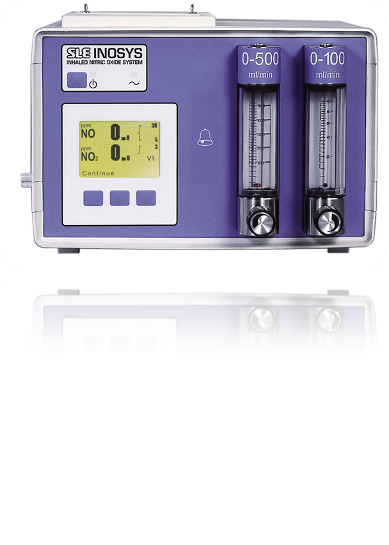 SLE INOSYS
INHALED NITRIC OXIDE SYSTEM
0-500
ml/min
0-100
ml/min
ppm
NO 0.0 30
6
ppm
NO₂ 0.0 3
V1
Continue